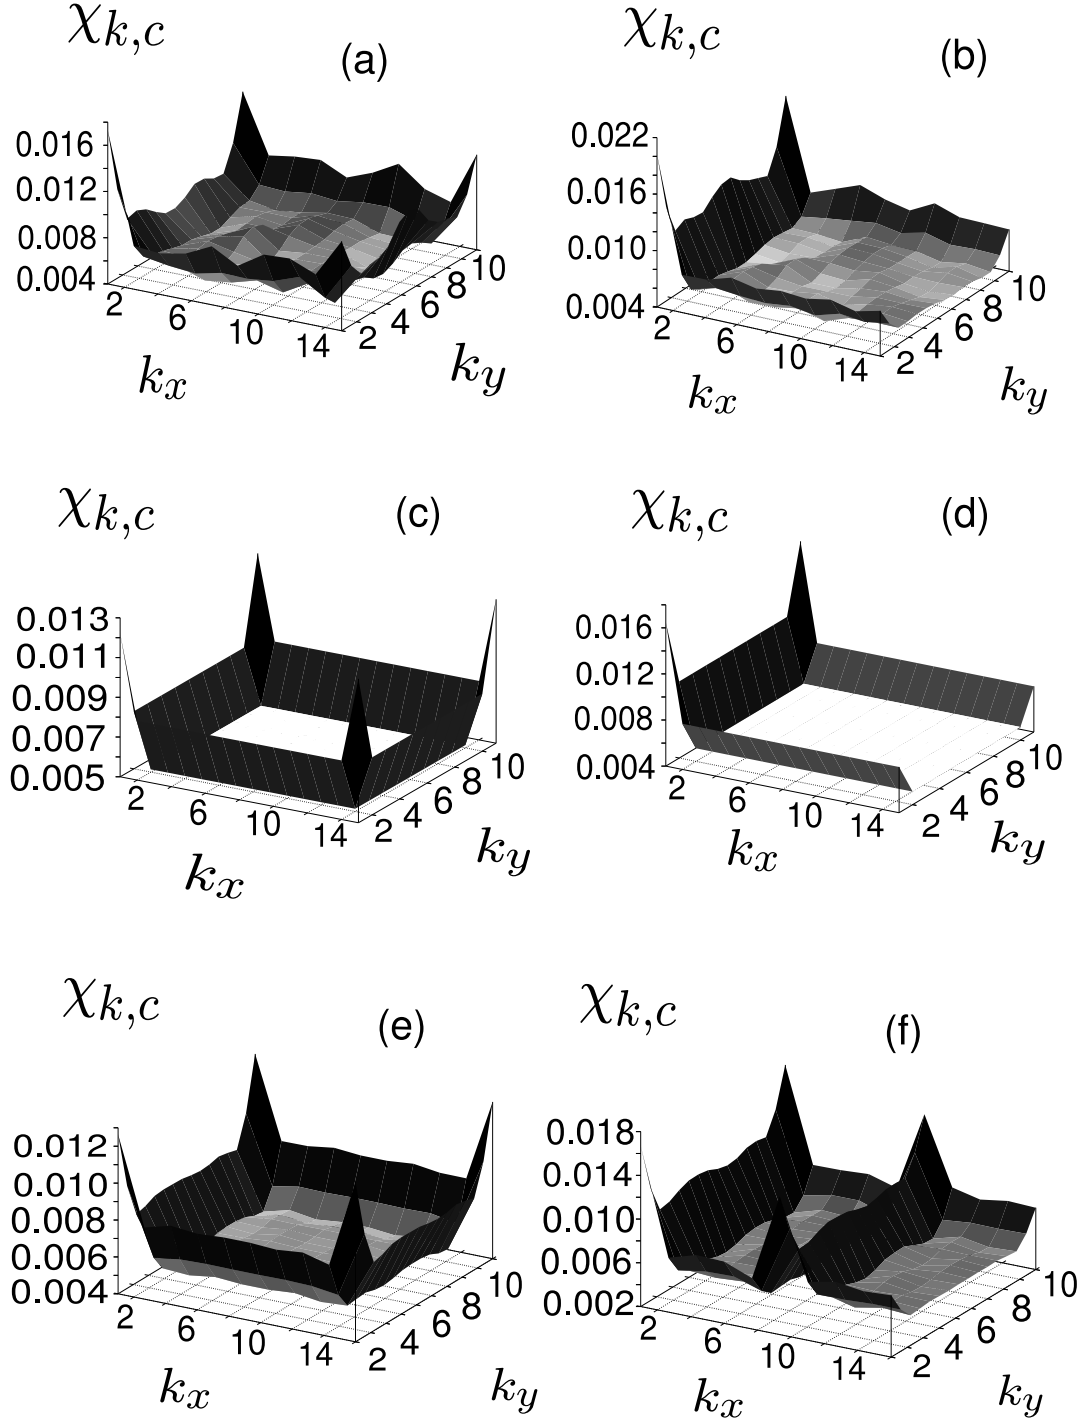 χk,c (a)
0.016
0.012
0.008
0.004
2 6 10 14
2 4 6 8 10
kx ky
χk,c (b)
0.022
0.016
0.010
0.004
2 6 10 14
2 4 6 8 10
kx ky
χk,c (c)
0.013
0.011
0.009
0.007
0.005
2 6 10 14
2 4 6 8 10
kx ky
χk,c (d)
0.016
0.012
0.008
0.004
2 6 10 14
2 4 6 8 10
kx ky
χk,c (e)
0.012
0.010
0.008
0.006
0.004
2 6 10 14
2 4 6 8 10
kx ky
χk,c (f)
0.018
0.014
0.010
0.006
0.002
2 6 10 14
2 4 6 8 10
kx ky